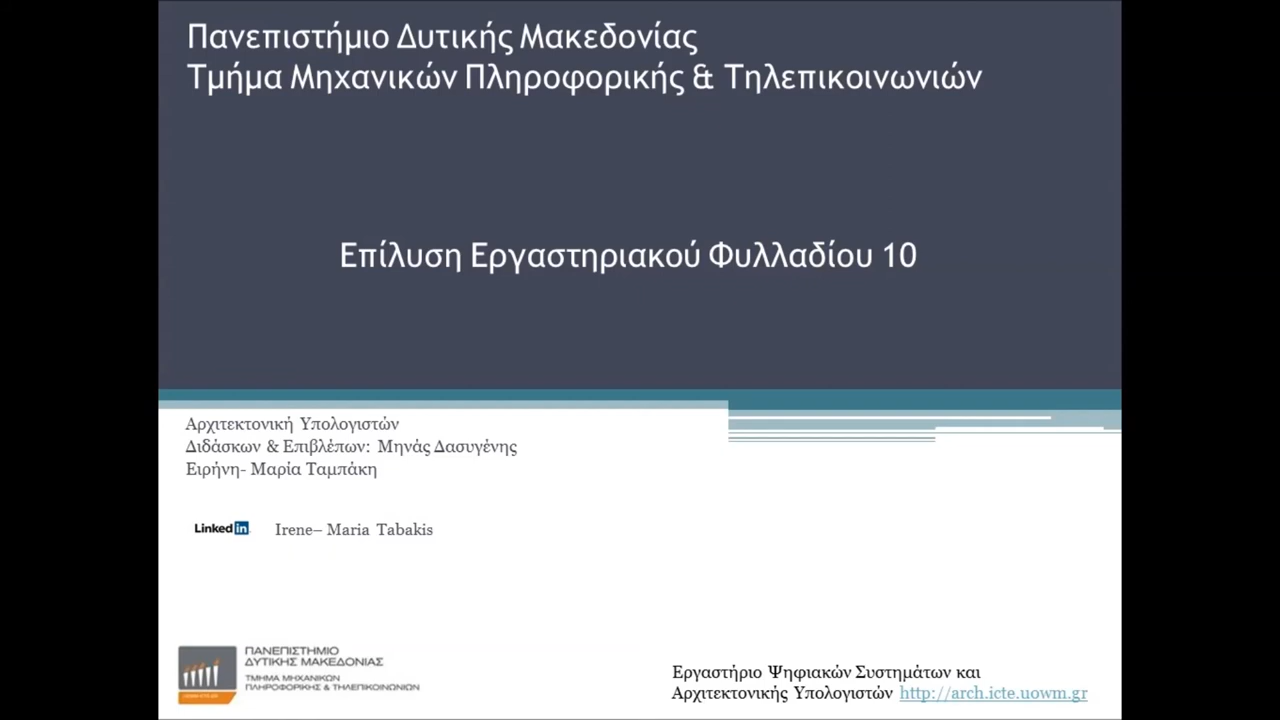 Πανεπιστήμιο Δυτικής Μακεδονίας
Τμήμα Μηχανικών Πληροφορικής & Τηλεπικοινωνιών
Επίλυση Εργαστηριακού Φυλλαδίου 10
Αρχιτεκτονική Υπολογιστών
Διδάσκων & Επιβλέπων: Μηνάς Δασυγένης
Ειρήνη- Μαρία Ταμπάκη
Linked in Irene– Maria Tabakis
ΠΑΝΕΠΙΣΤΗΜΙΟ
ΔΥΤΙΚΗΣ ΜΑΚΕΔΟΝΙΑΣ
ΤΜΗΜΑ ΜΗΧΑΝΙΚΩΝ
ΠΛΗΡΟΦΟΡΙΚΗΣ & ΤΗΛΕΠΙΚΟΙΝΩΝΙΩΝ
Εργαστήριο Ψηφιακών Συστημάτων και
Αρχιτεκτονικής Υπολογιστών http://arch.icte.uowm.gr